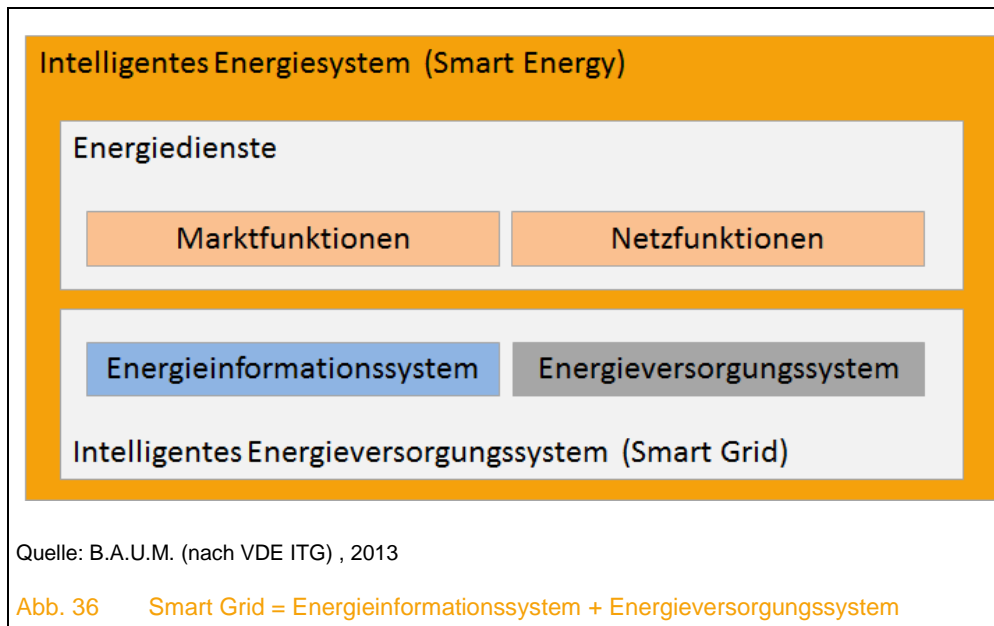 Intelligentes Energiesystem (Smart Energy)
Energiedienste
Marktfunktionen
Netzfunktionen
Energieinformationssystem
Energieversorgungssystem
Intelligentes Energieversorgungssystem (Smart Grid)
Quelle: B.A.U.M. (nach VDE ITG) , 2013
Abb. 36 Smart Grid = Energieinformationssystem + Energieversorgungssystem